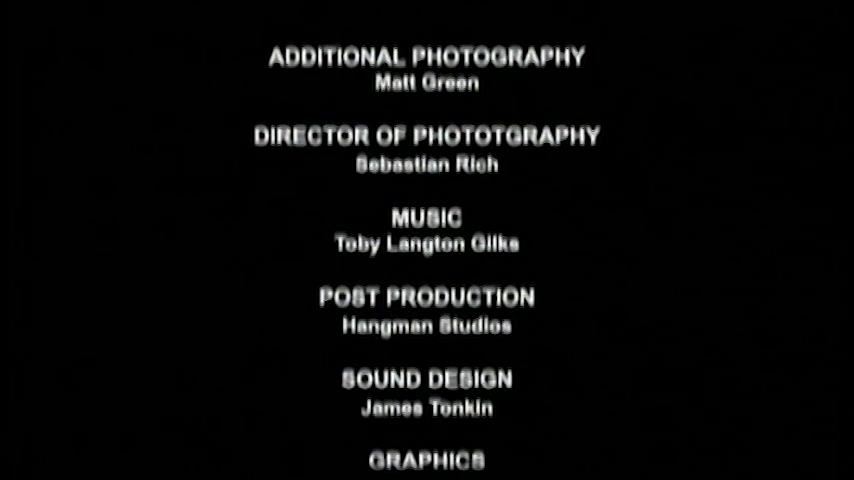 ADDITIONAL PHOTOGRAPHY
Matt Green
DIRECTOR OF PHOTOTGRAPHY
Sebastian Rich
MUSIC
Toby Langton Gilks
POST PRODUCTION
Hangman Studios
SOUND DESIGN
James Tonkin
GRAPHICS